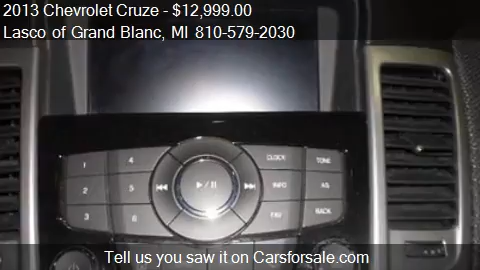 2013 Chevrolet Cruze - $12,999.00
Lasco of Grand Blanc, MI 810-579-2030
1 4 CLOCK TONE
2 5 INFO AS
3 6 FAV BACK
Tell us you saw it on Carsforsale.com